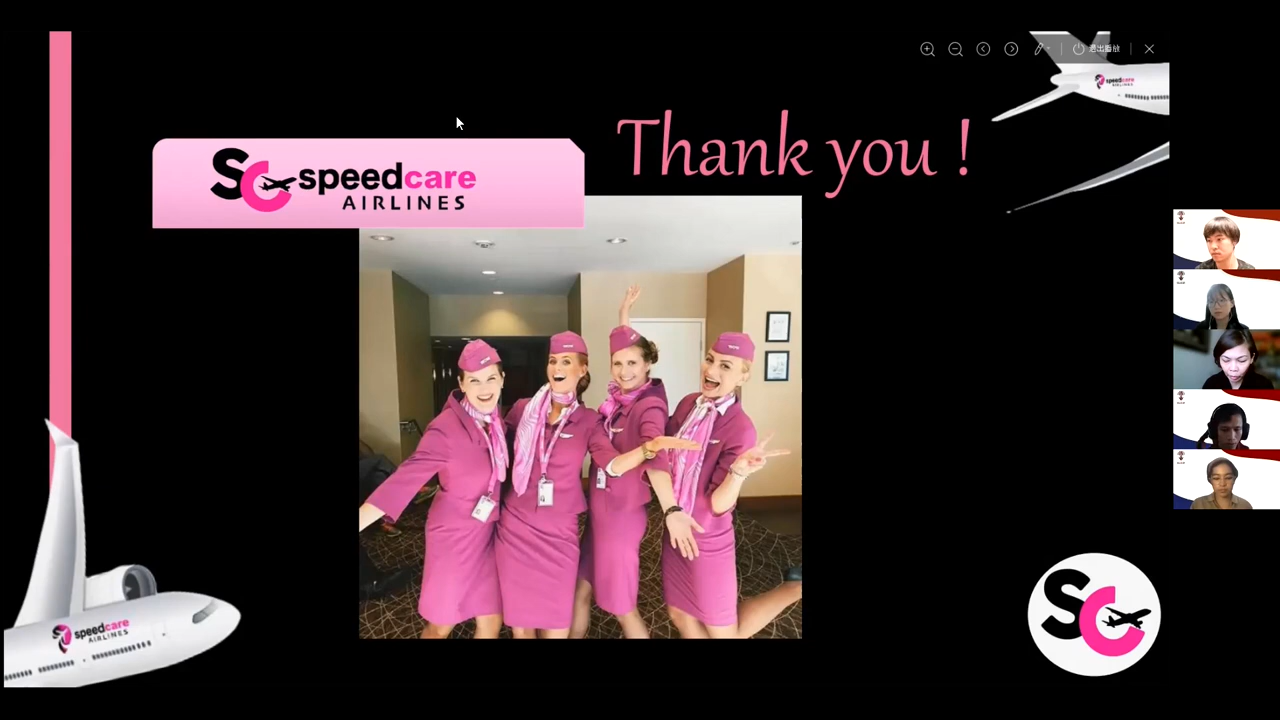 退出播放
speedcare
AIRLINES
Thank you !
SC speedcare
AIRLINES
speedcare
AIRLINES
SC